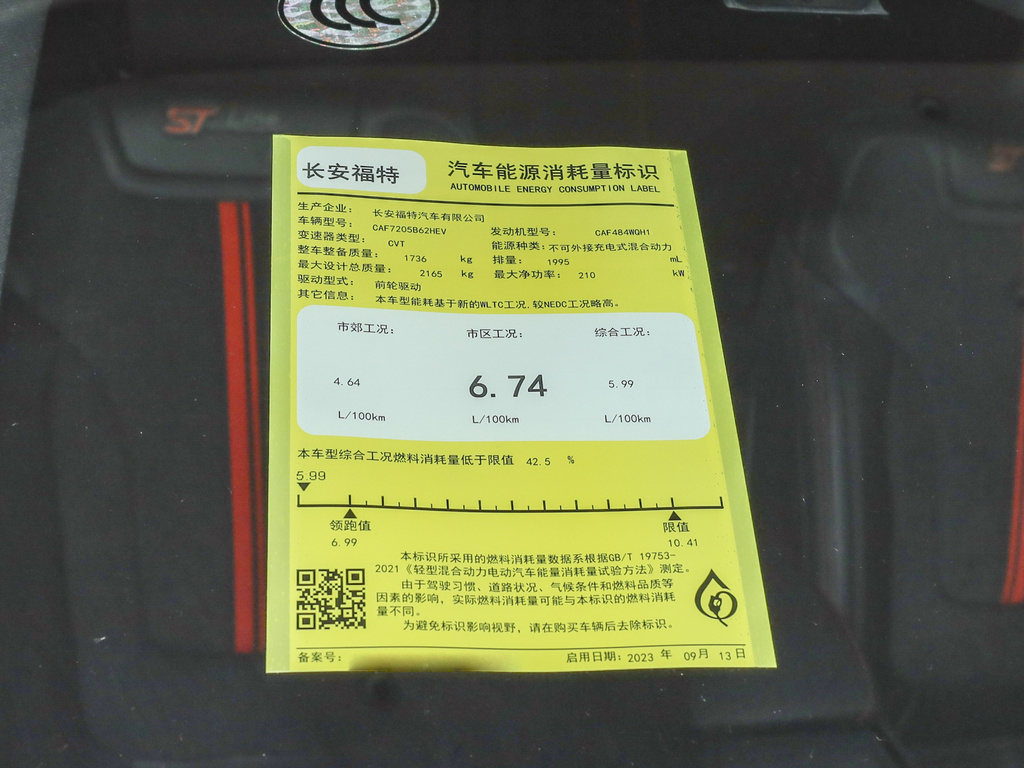 ST Line
长安福特
汽车能源消耗量标识
AUTOMOBILE ENERGY CONSUMPTION LABEL
生产企业： 长安福特汽车有限公司
车辆型号： CAF7205B62HEV 发动机型号： CAF484WQH1
变速器类型： CVT 能源种类：不可外接充电式混合动力
整车整备质量： 1736 kg 排量： 1995 mL
最大设计总质量： 2165 kg 最大净功率： 210 kW
驱动型式： 前轮驱动
其它信息： 本车型能耗基于新的WLTC工况,较NEDC工况略高。
市郊工况： 市区工况： 综合工况：
4.64 6.74 5.99
L/100km L/100km L/100km
本车型综合工况燃料消耗量低于限值 42.5 %
5.99
领跑值 限值
6.99 10.41
本标识所采用的燃料消耗量数据系根据GB/T 19753-
2021《轻型混合动力电动汽车能量消耗量试验方法》测定。
由于驾驶习惯、道路状况、气候条件和燃料品质等
因素的影响，实际燃料消耗量可能与本标识的燃料消耗
量不同。
为避免标识影响视野，请在购买车辆后去除标识。
备案号： 启用日期：2023 年 09月 13日